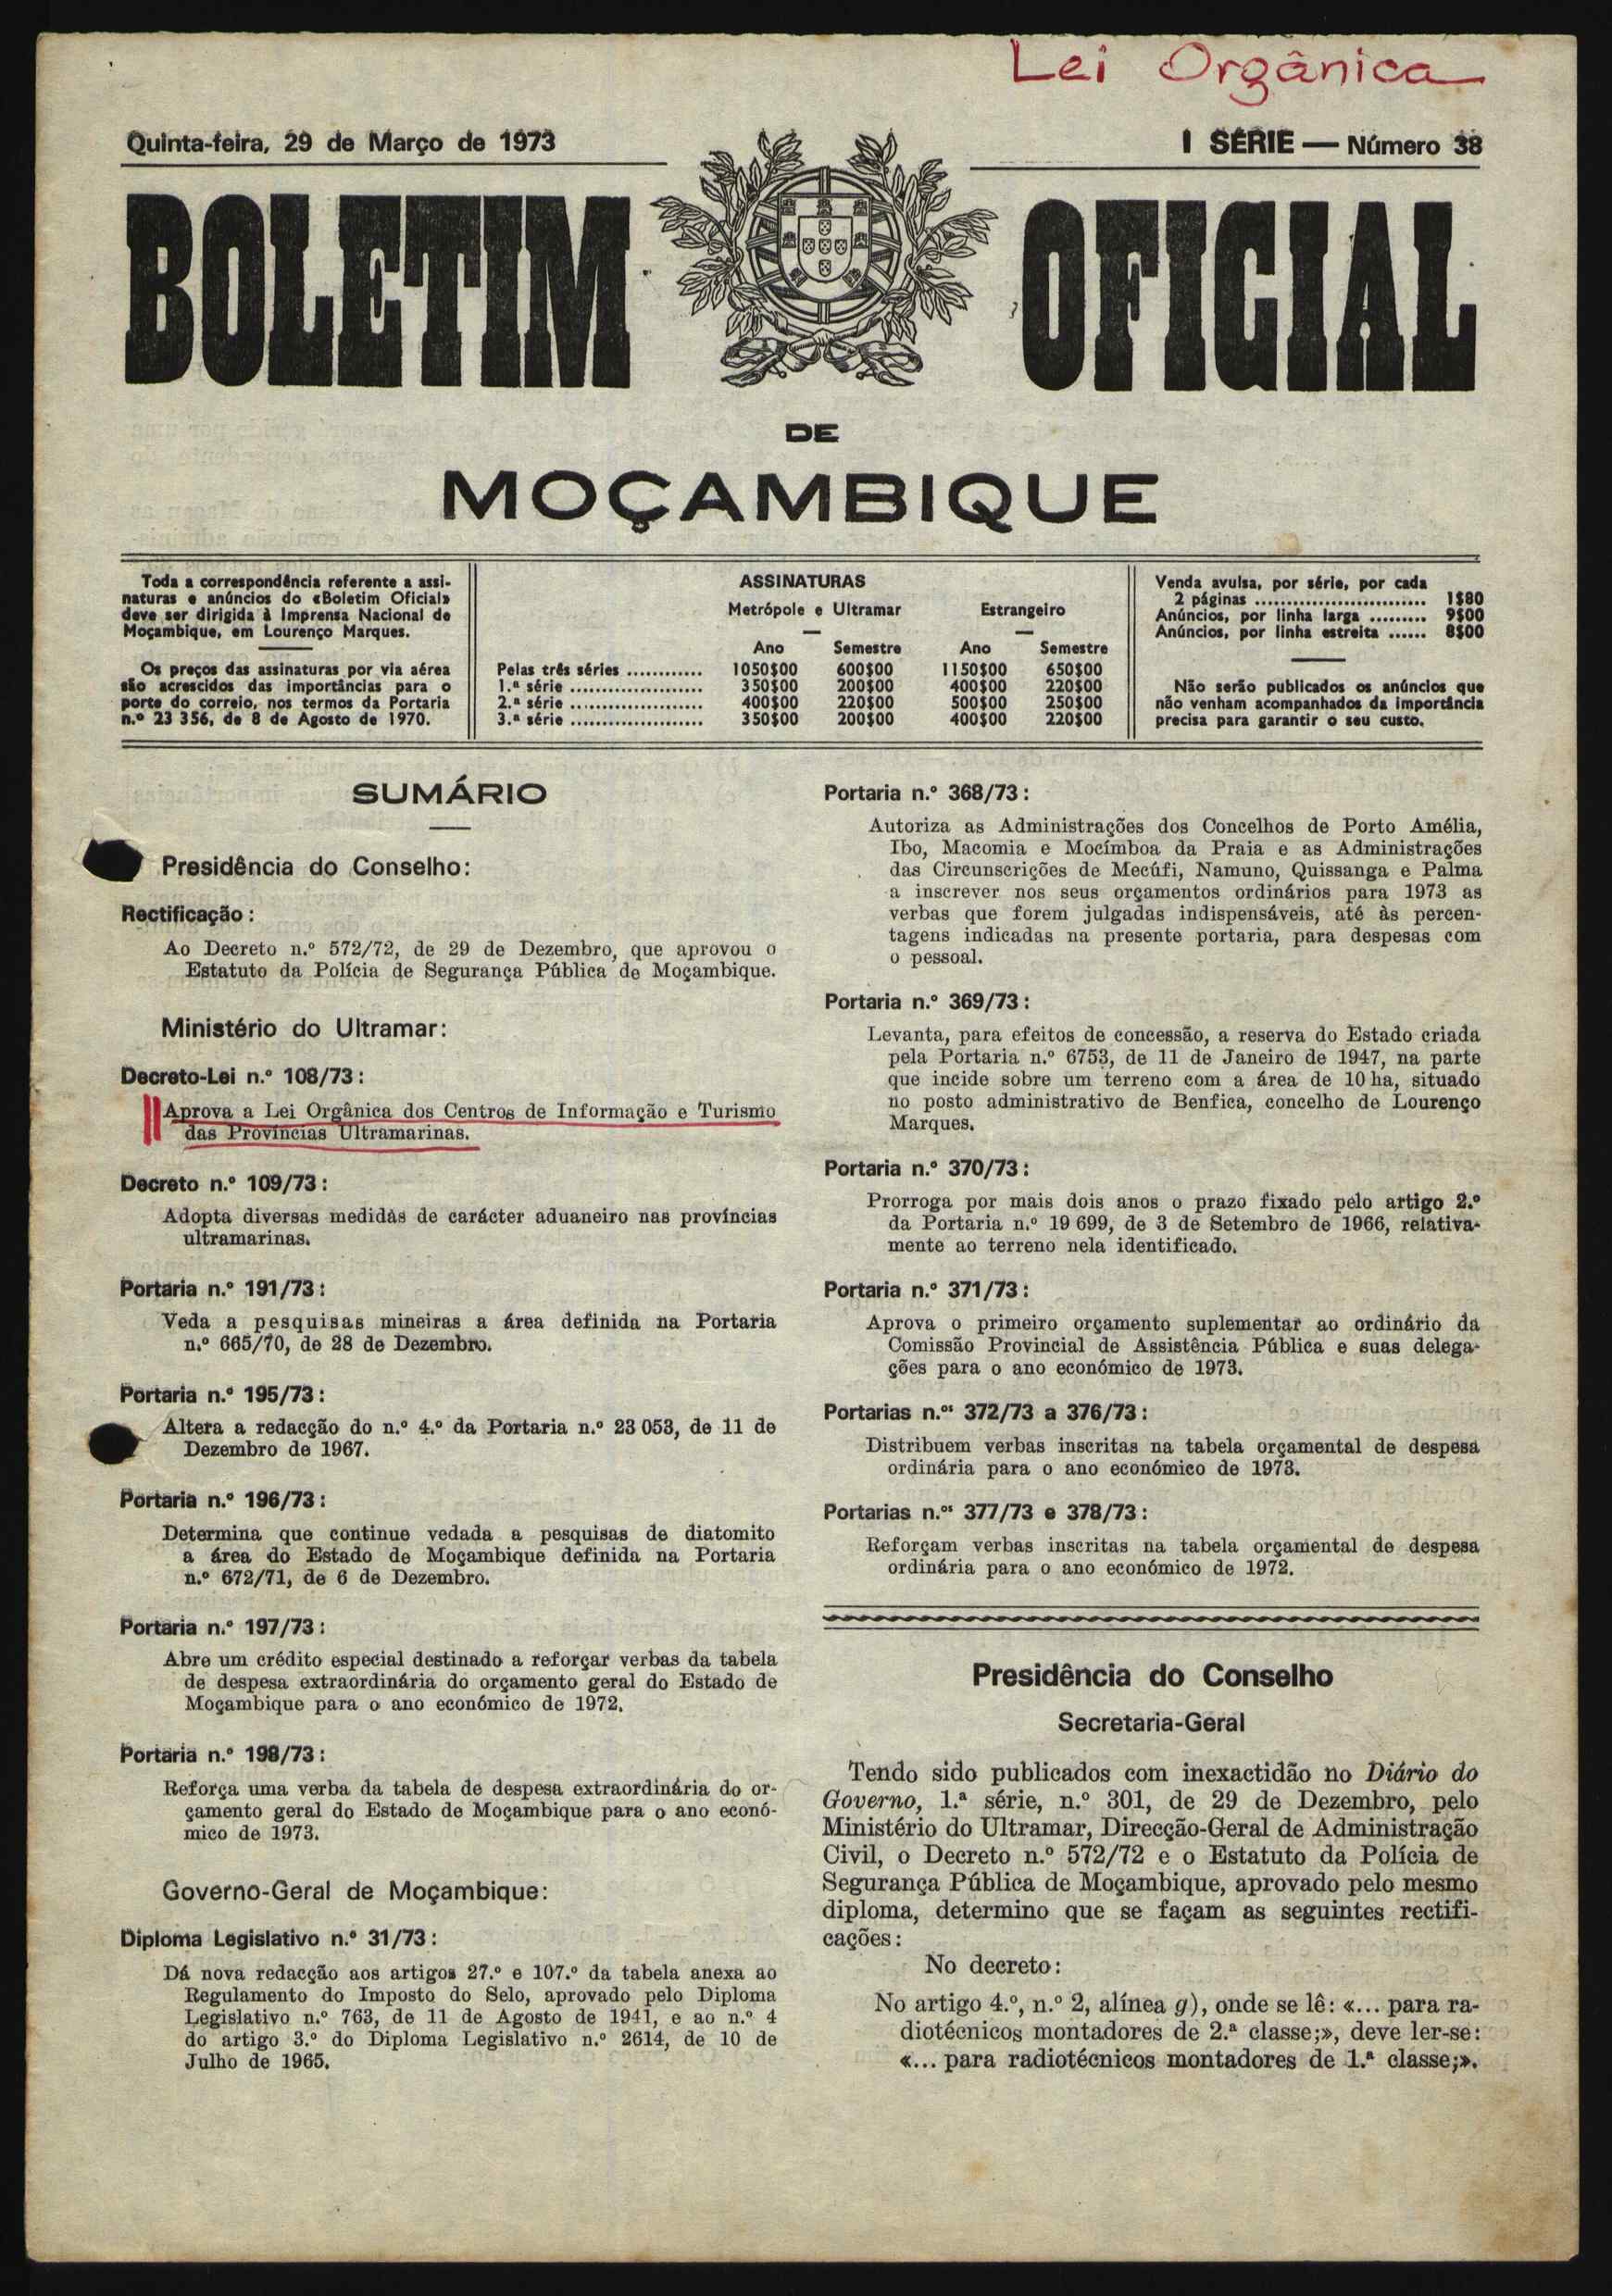 Lei Orgânica
Quinta-feira, 29 de Março de 1973
I SÉRIE — Número 38
BOLETIM OFICIAL
DE
MOÇAMBIQUE
Toda a correspondência referente a assi-
naturas e anúncios do «Boletim Oficial»
deve ser dirigida à Imprensa Nacional de
Moçambique, em Lourenço Marques.
Os preços das assinaturas por via aérea
são acrescidos das importâncias para o
porte do correio, nos termos da Portaria
n.º 23 356, de 8 de Agosto de 1970.
ASSINATURAS
Metrópole e Ultramar Estrangeiro
Ano Semestre Ano Semestre
Pelas três séries ............ 1050$00 600$00 1150$00 650$00
1.ª série ..................... 350$00 200$00 400$00 220$00
2.ª série ..................... 400$00 220$00 500$00 250$00
3.ª série ..................... 350$00 200$00 400$00 220$00
Venda avulsa, por série, por cada
2 páginas .......................... 1$80
Anúncios, por linha larga ......... 9$00
Anúncios, por linha estreita ...... 8$00
Não serão publicados os anúncios que
não venham acompanhados da importância
precisa para garantir o seu custo.
SUMÁRIO
Presidência do Conselho:
Rectificação:
Ao Decreto n.º 572/72, de 29 de Dezembro, que aprovou o
Estatuto da Polícia de Segurança Pública de Moçambique.
Ministério do Ultramar:
Decreto-Lei n.º 108/73:
Aprova a Lei Orgânica dos Centros de Informação e Turismo
das Províncias Ultramarinas.
Decreto n.º 109/73:
Adopta diversas medidas de carácter aduaneiro nas províncias
ultramarinas.
Portaria n.º 191/73:
Veda a pesquisas mineiras a área definida na Portaria
n.º 665/70, de 28 de Dezembro.
Portaria n.º 195/73:
Altera a redacção do n.º 4.º da Portaria n.º 23 053, de 11 de
Dezembro de 1967.
Portaria n.º 196/73:
Determina que continue vedada a pesquisas de diatomito
a área do Estado de Moçambique definida na Portaria
n.º 672/71, de 6 de Dezembro.
Portaria n.º 197/73:
Abre um crédito especial destinado a reforçar verbas da tabela
de despesa extraordinária do orçamento geral do Estado de
Moçambique para o ano económico de 1972.
Portaria n.º 198/73:
Reforça uma verba da tabela de despesa extraordinária do or-
çamento geral do Estado de Moçambique para o ano econó-
mico de 1973.
Governo-Geral de Moçambique:
Diploma Legislativo n.º 31/73:
Dá nova redacção aos artigos 27.º e 107.º da tabela anexa ao
Regulamento do Imposto do Selo, aprovado pelo Diploma
Legislativo n.º 763, de 11 de Agosto de 1941, e ao n.º 4
do artigo 3.º do Diploma Legislativo n.º 2614, de 10 de
Julho de 1965.
Portaria n.º 368/73:
Autoriza as Administrações dos Concelhos de Porto Amélia,
Ibo, Macomia e Mocímboa da Praia e as Administrações
das Circunscrições de Mecúfi, Namuno, Quissanga e Palma
a inscrever nos seus orçamentos ordinários para 1973 as
verbas que forem julgadas indispensáveis, até às percen-
tagens indicadas na presente portaria, para despesas com
o pessoal.
Portaria n.º 369/73:
Levanta, para efeitos de concessão, a reserva do Estado criada
pela Portaria n.º 6753, de 11 de Janeiro de 1947, na parte
que incide sobre um terreno com a área de 10 ha, situado
no posto administrativo de Benfica, concelho de Lourenço
Marques.
Portaria n.º 370/73:
Prorroga por mais dois anos o prazo fixado pelo artigo 2.º
da Portaria n.º 19 699, de 3 de Setembro de 1966, relativa-
mente ao terreno nela identificado.
Portaria n.º 371/73:
Aprova o primeiro orçamento suplementar ao ordinário da
Comissão Provincial de Assistência Pública e suas delega-
ções para o ano económico de 1973.
Portarias n.ºs 372/73 a 376/73:
Distribuem verbas inscritas na tabela orçamental de despesa
ordinária para o ano económico de 1973.
Portarias n.ºs 377/73 e 378/73:
Reforçam verbas inscritas na tabela orçamental de despesa
ordinária para o ano económico de 1972.
Presidência do Conselho
Secretaria-Geral
Tendo sido publicados com inexactidão no Diário do
Governo, 1.ª série, n.º 301, de 29 de Dezembro, pelo
Ministério do Ultramar, Direcção-Geral de Administração
Civil, o Decreto n.º 572/72 e o Estatuto da Polícia de
Segurança Pública de Moçambique, aprovado pelo mesmo
diploma, determino que se façam as seguintes rectifi-
cações:
No decreto:
No artigo 4.º, n.º 2, alínea g), onde se lê: «... para ra-
diotécnicos montadores de 2.ª classe;», deve ler-se:
«... para radiotécnicos montadores de 1.ª classe;».